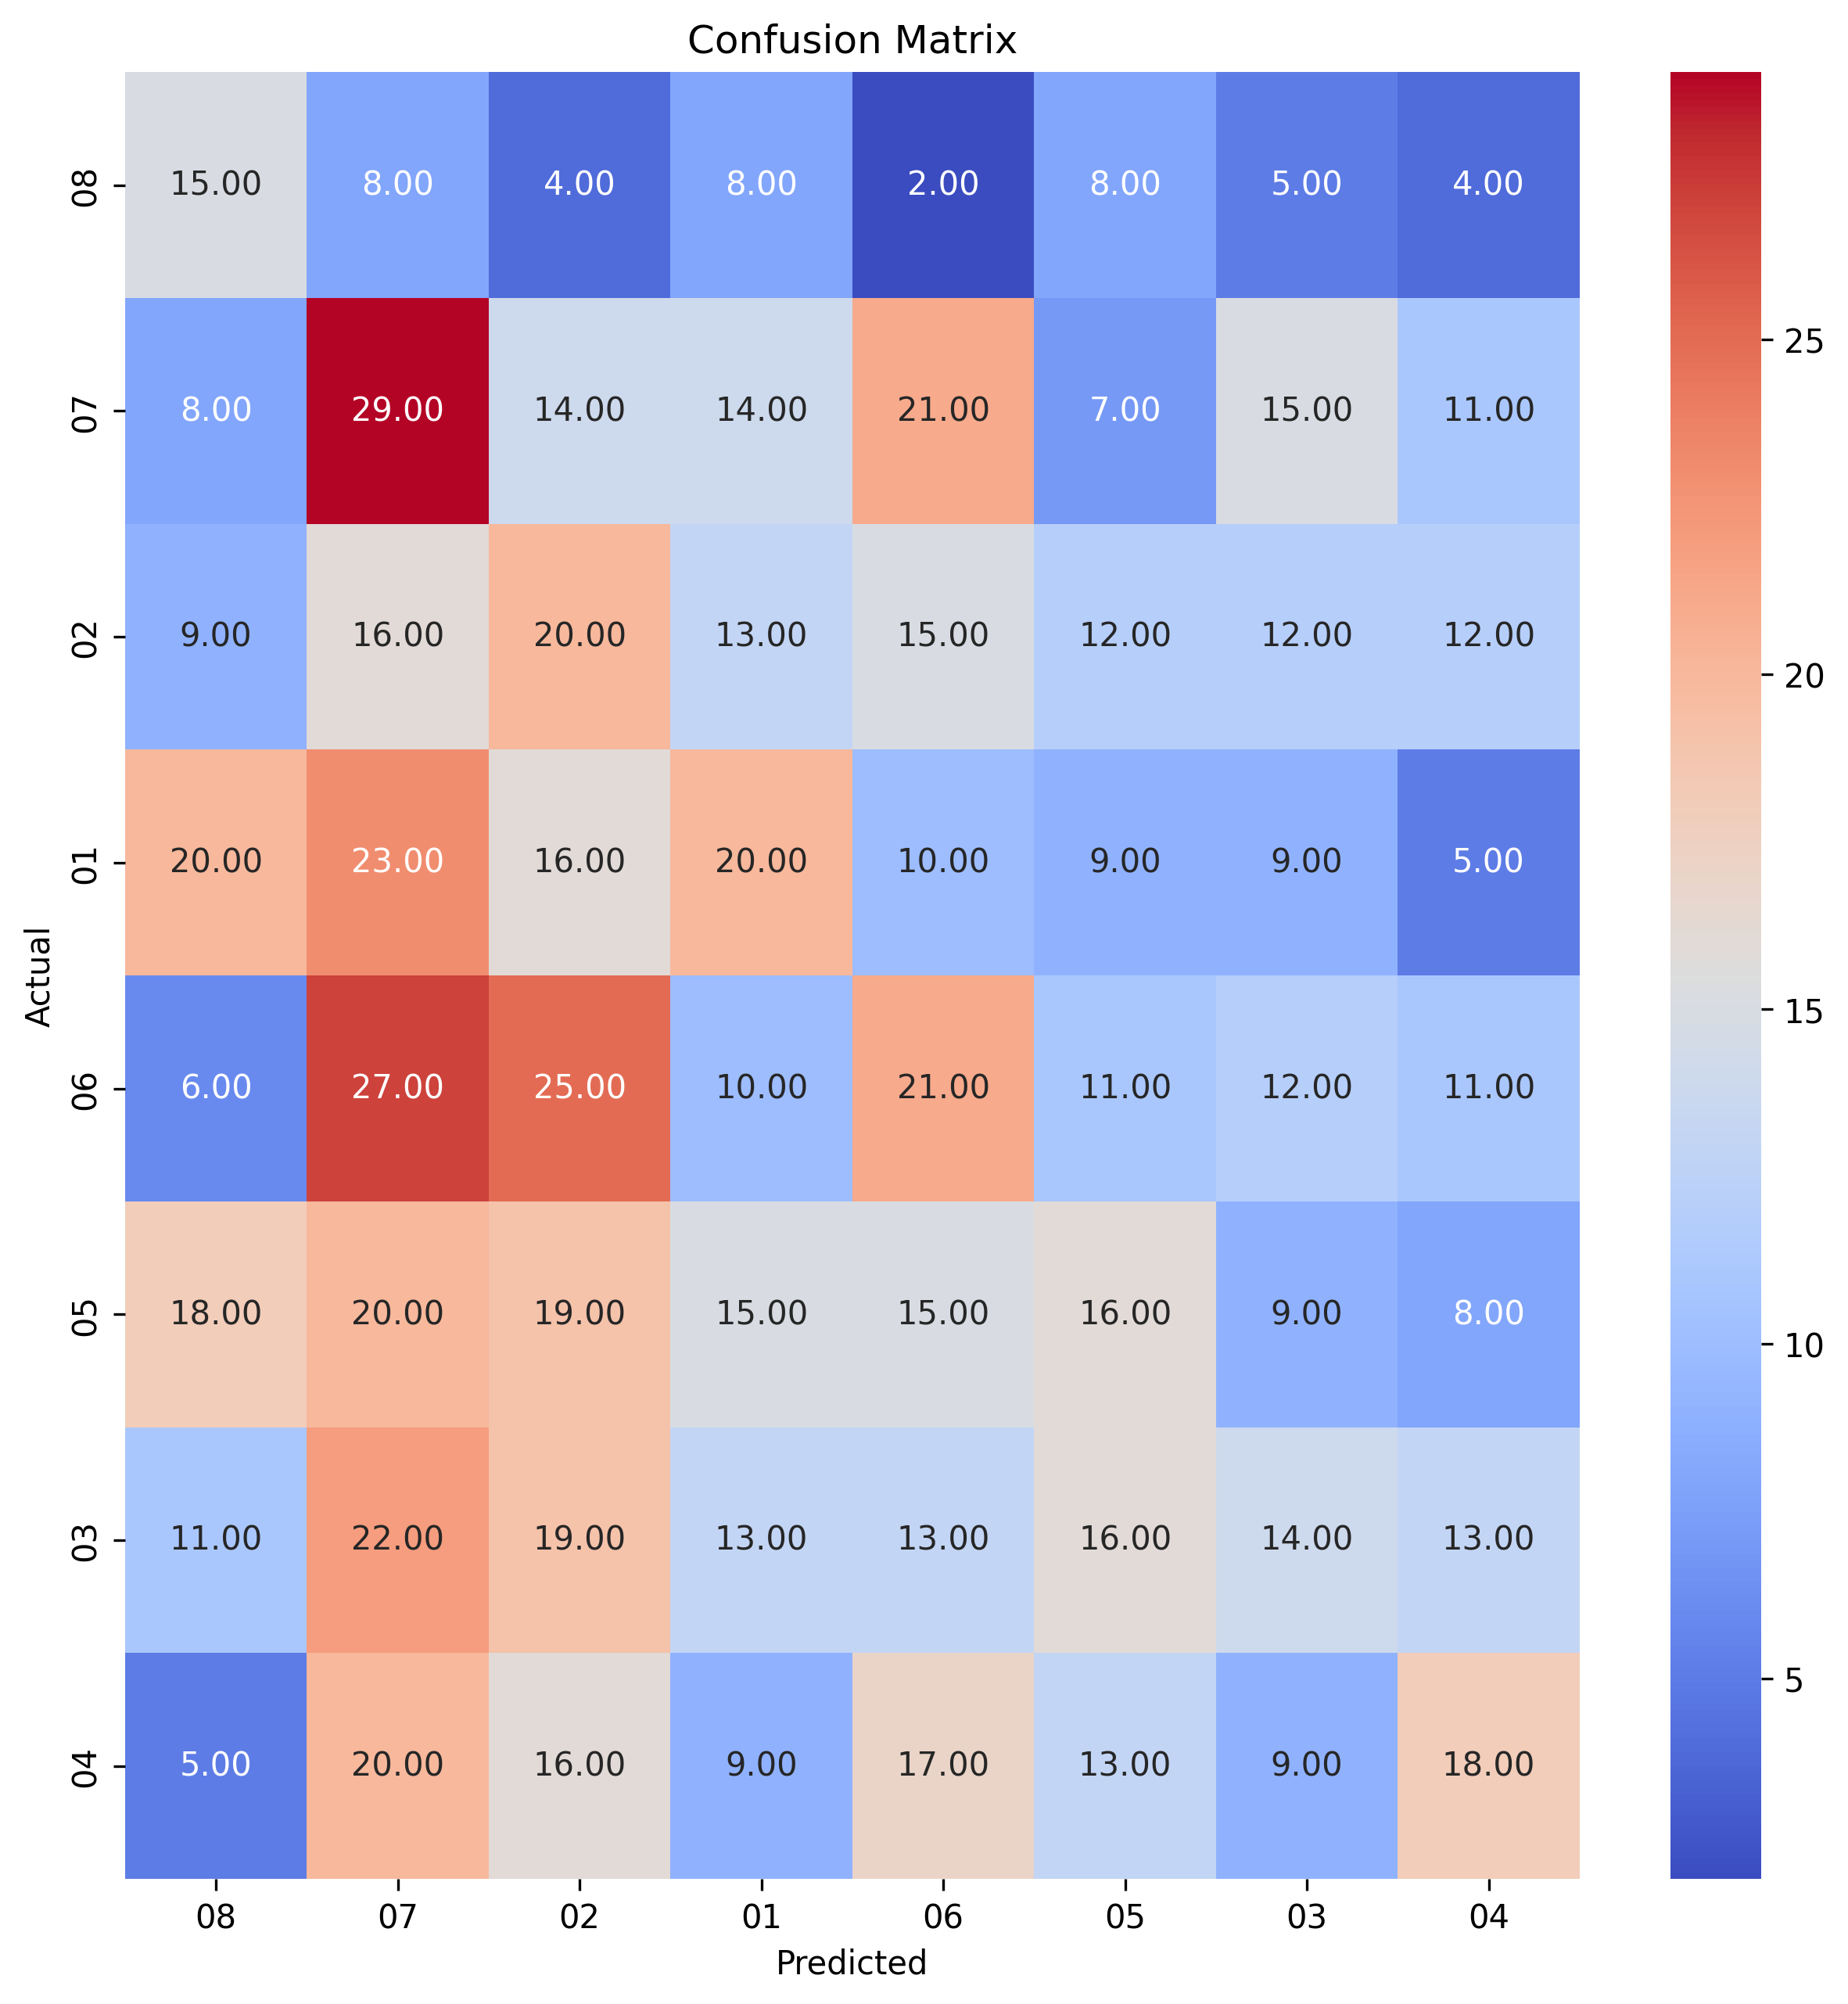 Confusion Matrix
08 15.00 8.00 4.00 8.00 2.00 8.00 5.00 4.00
07 8.00 29.00 14.00 14.00 21.00 7.00 15.00 11.00
02 9.00 16.00 20.00 13.00 15.00 12.00 12.00 12.00
01 20.00 23.00 16.00 20.00 10.00 9.00 9.00 5.00
06 6.00 27.00 25.00 10.00 21.00 11.00 12.00 11.00
05 18.00 20.00 19.00 15.00 15.00 16.00 9.00 8.00
03 11.00 22.00 19.00 13.00 13.00 16.00 14.00 13.00
04 5.00 20.00 16.00 9.00 17.00 13.00 9.00 18.00
08 07 02 01 06 05 03 04
Predicted
Actual
25
20
15
10
5